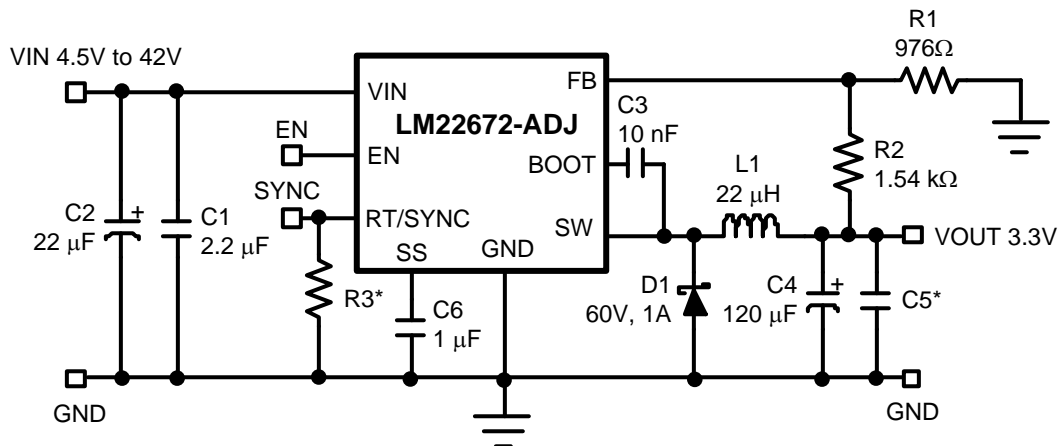 R1
976Ω
VIN 4.5V to 42V
VIN
FB
LM22672-ADJ
C3
10 nF
EN
EN
BOOT
R2
1.54 kΩ
L1
22 μH
SYNC
RT/SYNC
SW
VOUT 3.3V
C2
22 μF
+
C1
2.2 μF
SS
GND
R3*
C6
1 μF
D1
60V, 1A
C4
120 μF
+
C5*
GND
GND